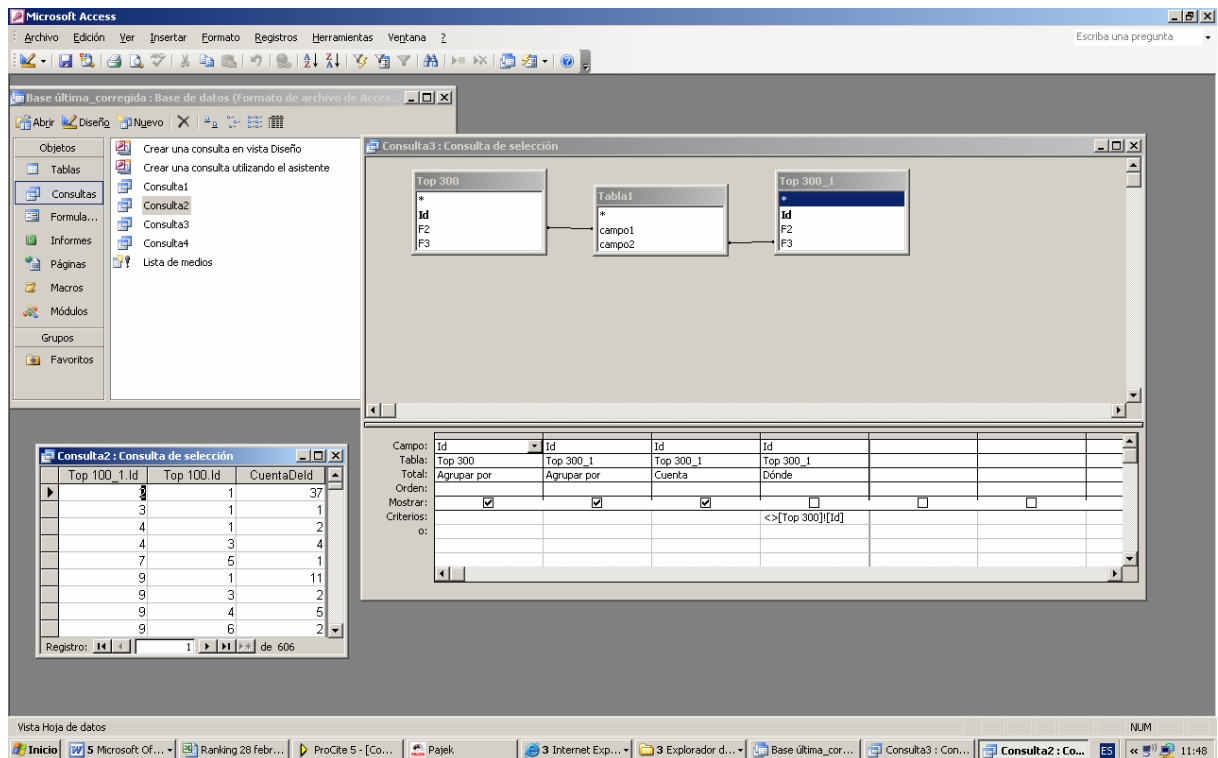 Microsoft Access
Archivo Edición Ver Insertar Formato Registros Herramientas Ventana ?
Escriba una pregunta
Base última_corregida : Base de datos (Formato de archivo de Acces...
Abrir Diseño Nuevo
Objetos
Tablas
Consultas
Formula...
Informes
Páginas
Macros
Módulos
Grupos
Favoritos
Crear una consulta en vista Diseño
Crear una consulta utilizando el asistente
Consulta1
Consulta2
Consulta3
Consulta4
Lista de medios
Consulta3 : Consulta de selección
Top 300
*
Id
F2
F3
Tabla1
*
campo1
campo2
Top 300_1
*
Id
F2
F3
Campo: Id Id Id Id
Tabla: Top 300 Top 300_1 Top 300_1 Top 300_1
Total: Agrupar por Agrupar por Cuenta Dónde
Orden:
Mostrar:
Criterios: <>[Top 300]![Id]
o:
Consulta2 : Consulta de selección
Top 100_1.Id Top 100.Id CuentaDeId
1 37
3 1 1
4 1 2
4 3 4
7 5 1
9 1 11
9 3 2
9 4 5
9 6 2
Registro: 1 de 606
Vista Hoja de datos
NUM
Inicio 5 Microsoft Of... Ranking 28 febr... ProCite 5 - [Co... Pajek 3 Internet Exp... 3 Explorador d... Base última_cor... Consulta3 : Con... Consulta2 : Co... ES 11:48